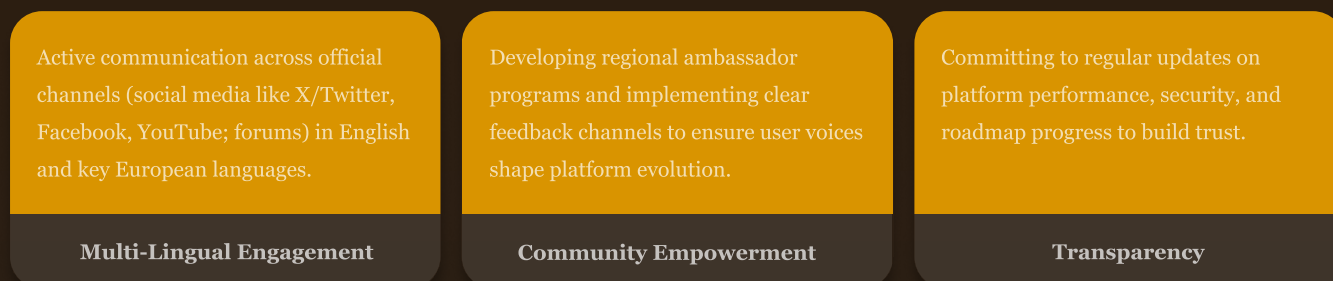 Active communication across official
channels (social media like X/Twitter,
Facebook, YouTube; forums) in English
and key European languages.
Multi-Lingual Engagement
Developing regional ambassador
programs and implementing clear
feedback channels to ensure user voices
shape platform evolution.
Community Empowerment
Committing to regular updates on
platform performance, security, and
roadmap progress to build trust.
Transparency